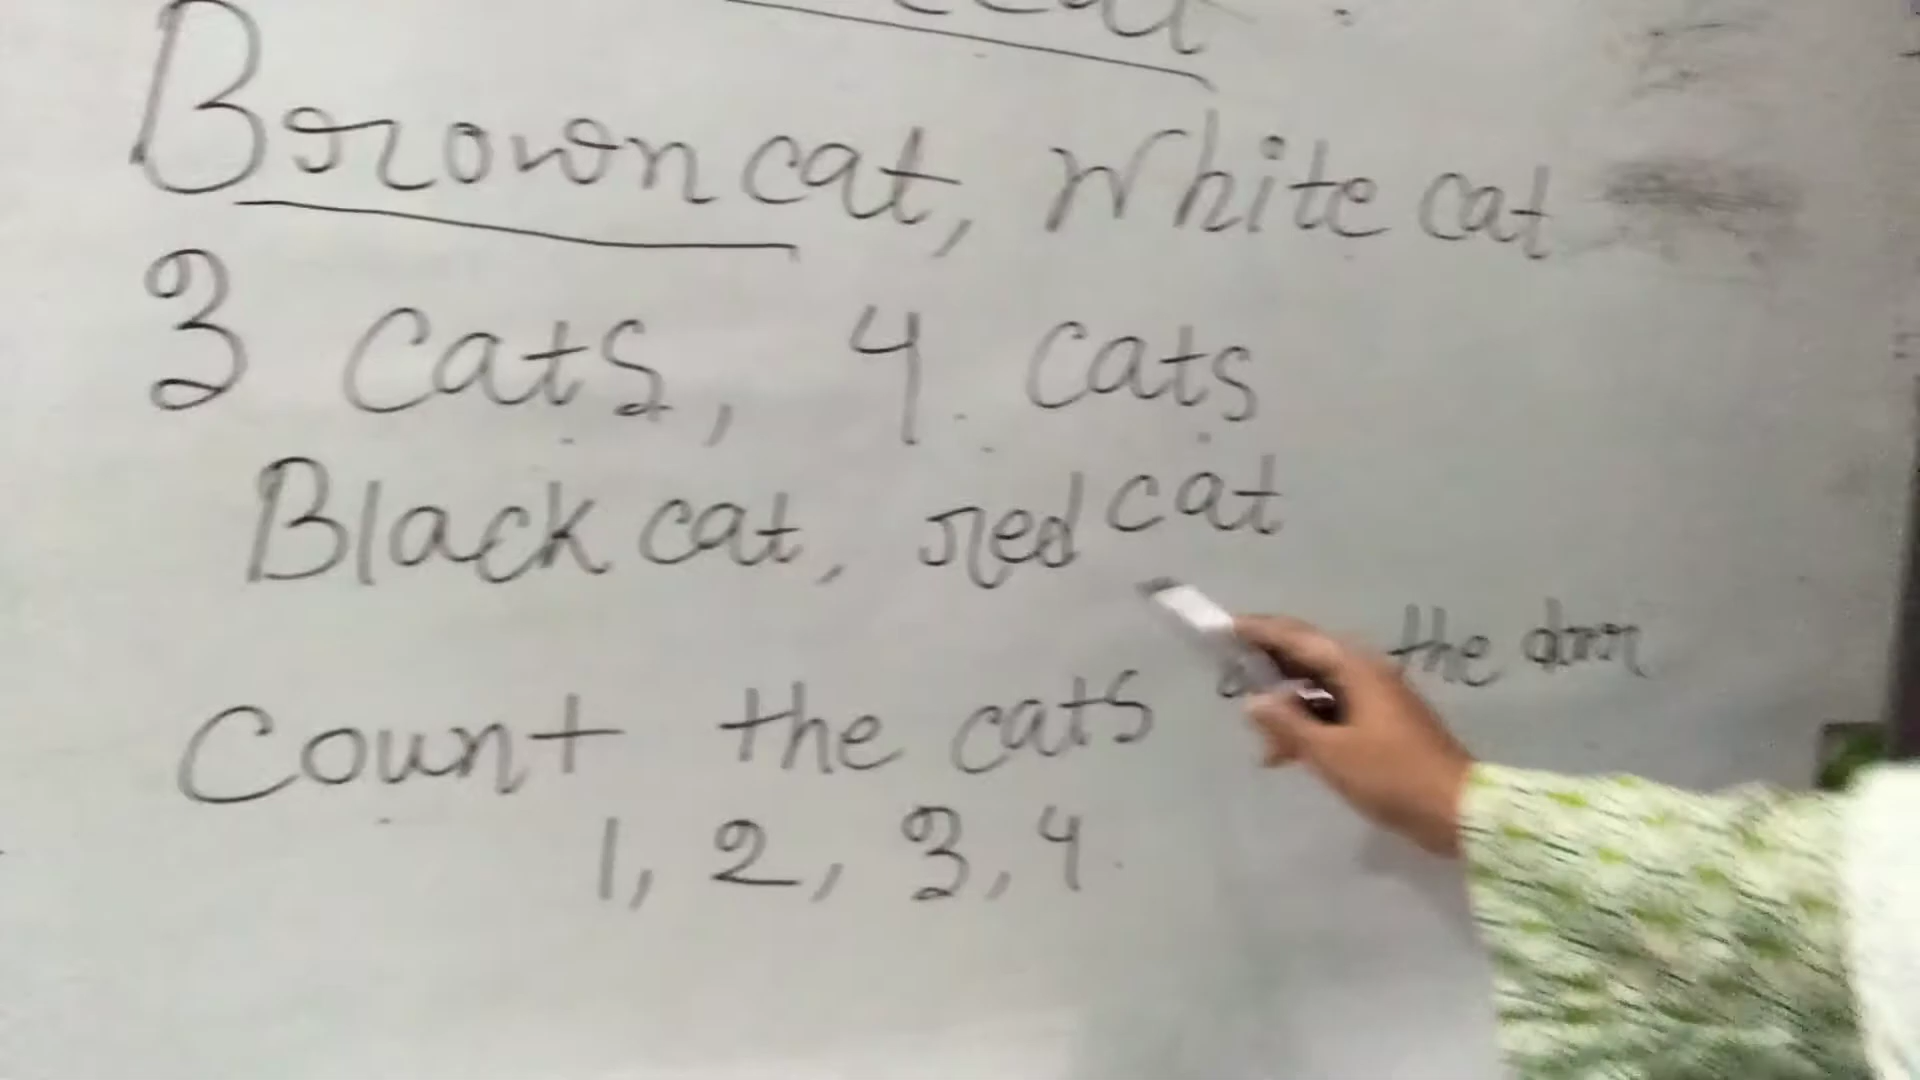 Brown cat, White cat
3 cats, 4 cats
Black cat, red cat
Count the cats the door
1, 2, 3, 4